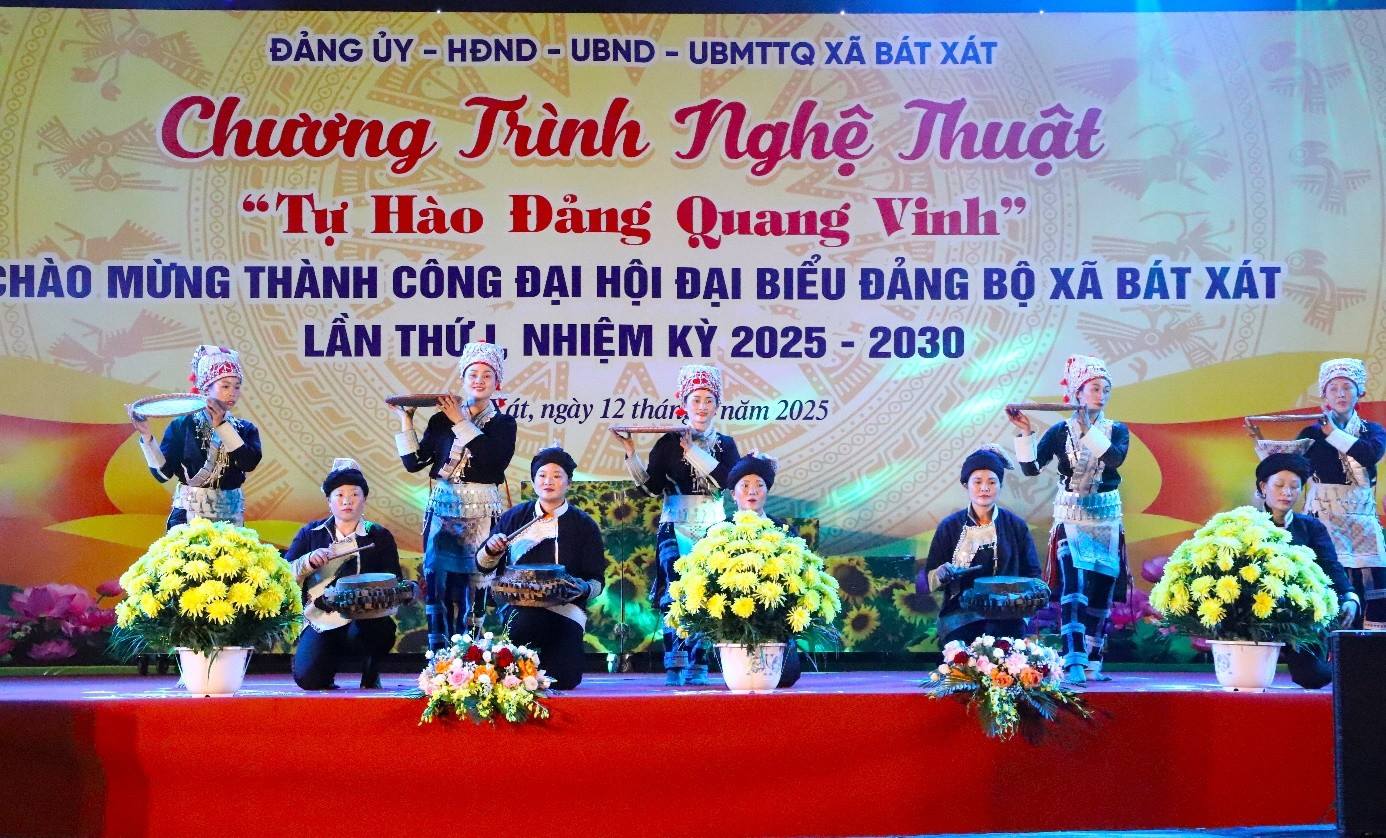 ĐẢNG ỦY - HĐND - UBND - UBMTTQ XÃ BÁT XÁT
Chương Trình Nghệ Thuật
“Tự Hào Đảng Quang Vinh”
CHÀO MỪNG THÀNH CÔNG ĐẠI HỘI ĐẠI BIỂU ĐẢNG BỘ XÃ BÁT XÁT
LẦN THỨ I, NHIỆM KỲ 2025 - 2030
Xát, ngày 12 tháng năm 2025